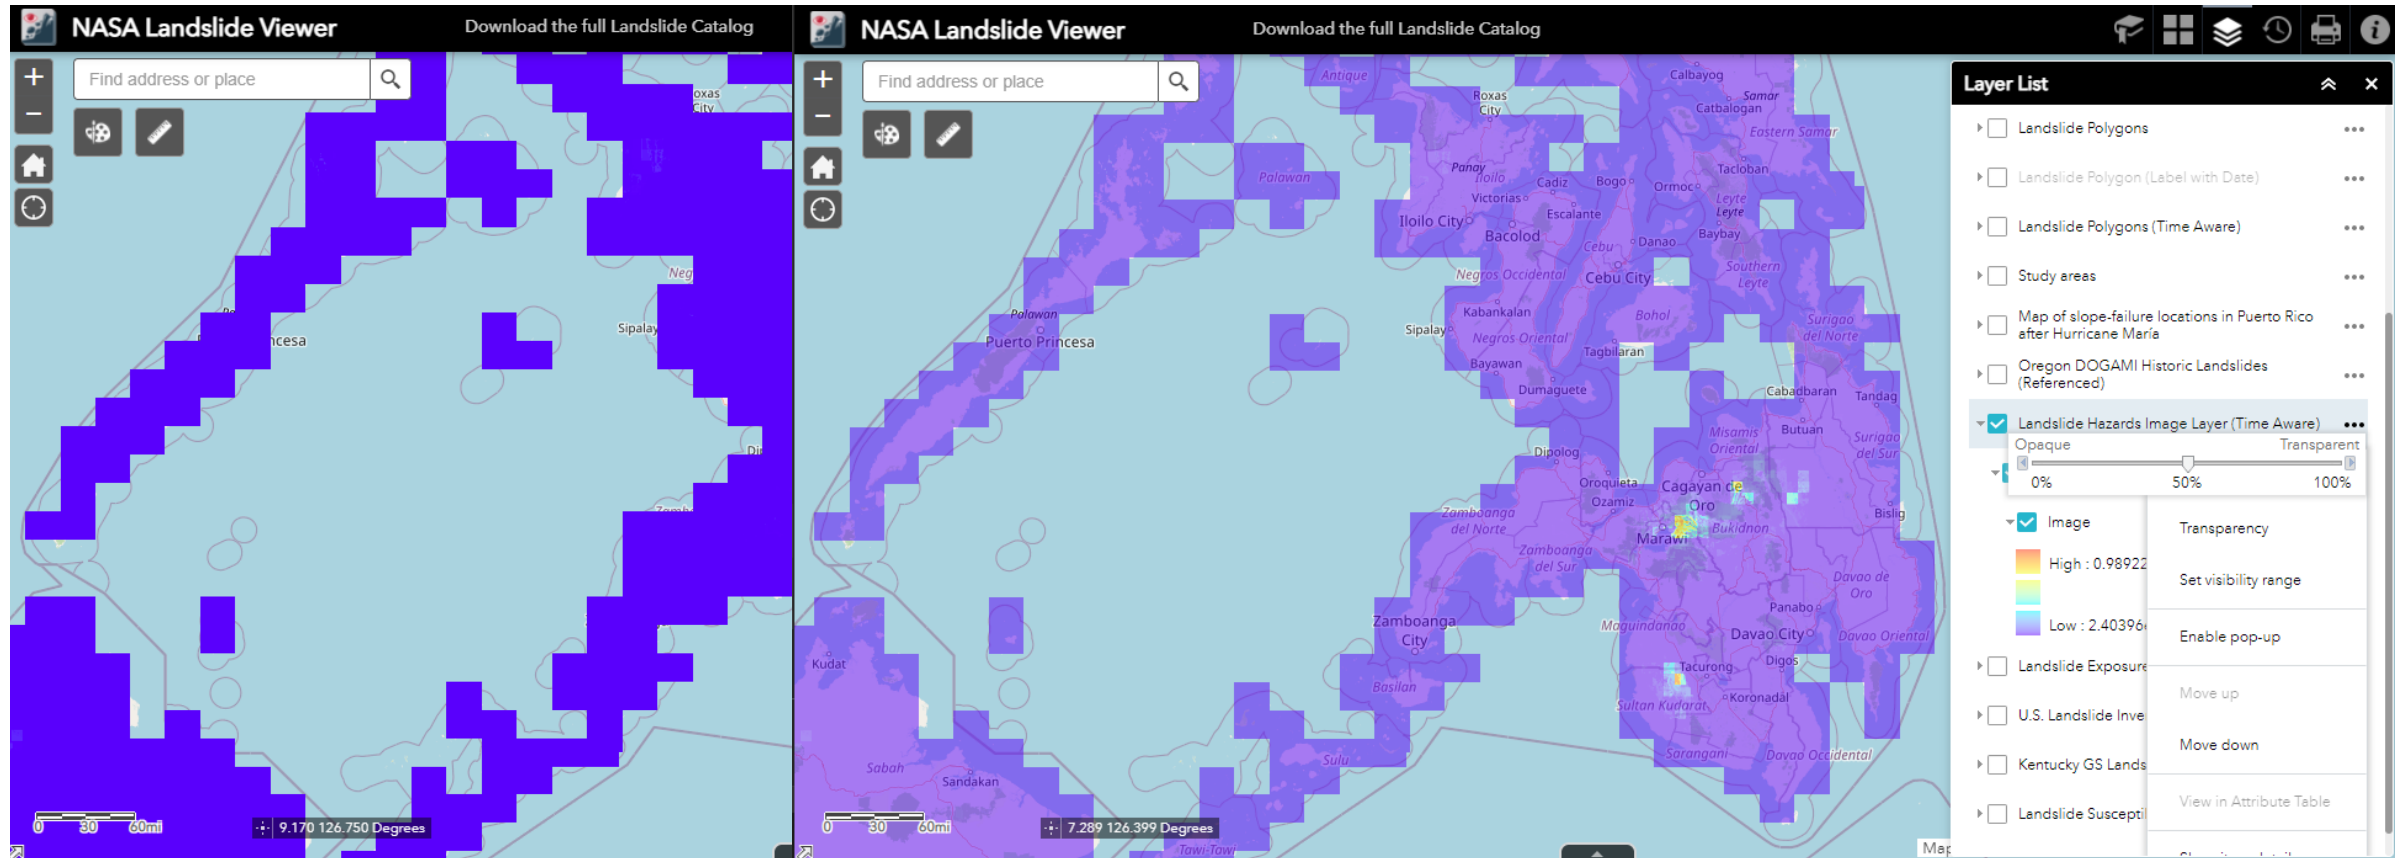 NASA Landslide Viewer
Download the full Landslide Catalog
Find address or place
+
−
oxas
City
Neg
Sipalay
ncesa
0 30 60mi
9.170 126.750 Degrees
NASA Landslide Viewer
Download the full Landslide Catalog
Find address or place
+
−
Antique
Roxas
City
Calbayog
Samar
Catbalogan
Eastern Samar
Panay
Iloilo
Tacloban
Palawan
Cadiz
Bogo
Ormoc
Victorias
Escalante
Leyte
Leyte
Iloilo City
Bacolod
Cebu
Danao
Baybay
Negros Occidental
Cebu City
Southern
Leyte
Palawan
Puerto Princesa
Kabankalan
Bohol
Surigao
del Norte
Sipalay
Negros Oriental
Tagbilaran
Bayawan
Dumaguete
Cabadbaran
Tandag
Misamis
Oriental
Butuan
Surigao
del Sur
Dipolog
Oroquieta
Cagayan de
Oro
Ozamiz
Zamboanga
del Norte
Bukidnon
Bislig
Marawi
Zamboanga
del Sur
Davao de
Oro
Panabo
Zamboanga
City
Maguindanao
Davao City
Davao Oriental
Kudat
Tacurong
Digos
Basilan
Koronadal
Sultan Kudarat
Sabah
Sandakan
Sulu
Sarangani
Davao Occidental
0 30 60mi
7.289 126.399 Degrees
Tawi-Tawi
Map
Layer List
Landslide Polygons
Landslide Polygon (Label with Date)
Landslide Polygons (Time Aware)
Study areas
Map of slope-failure locations in Puerto Rico
after Hurricane María
Oregon DOGAMI Historic Landslides
(Referenced)
Landslide Hazards Image Layer (Time Aware)
Opaque Transparent
0% 50% 100%
Image
High : 0.98922
Low : 2.40396
Landslide Exposure
U.S. Landslide Inve
Kentucky GS Lands
Landslide Suscepti
Transparency
Set visibility range
Enable pop-up
Move up
Move down
View in Attribute Table